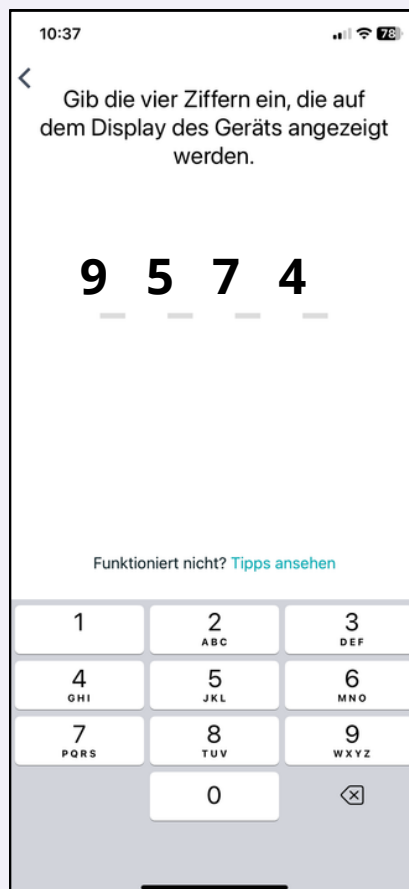 10:37
78
Gib die vier Ziffern ein, die auf
dem Display des Geräts angezeigt
werden.
9 5 7 4
Funktioniert nicht? Tipps ansehen
1
2
3
ABC
DEF
4
5
6
GHI
JKL
MNO
7
8
9
PQRS
TUV
WXYZ
0